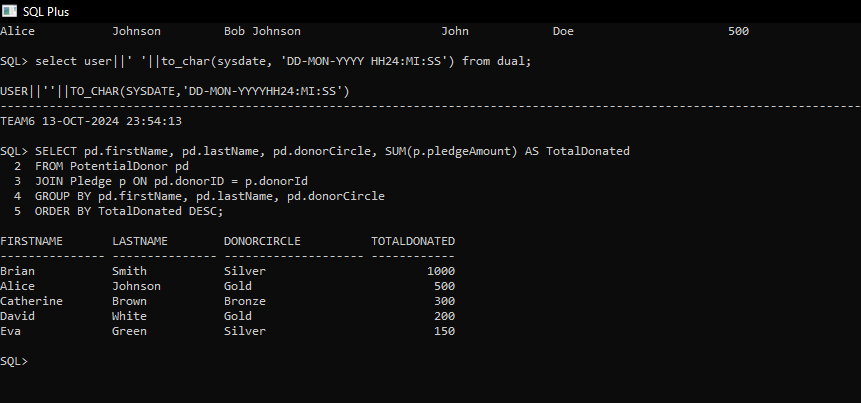 SQL Plus
Alice           Johnson         Bob Johnson                    John            Doe                      500
SQL> select user||' '||to_char(sysdate, 'DD-MON-YYYY HH24:MI:SS') from dual;
USER||''||TO_CHAR(SYSDATE,'DD-MON-YYYYHH24:MI:SS')
---------------------------------------------------------------------------------------------------------------------------
TEAM6 13-OCT-2024 23:54:13
SQL> SELECT pd.firstName, pd.lastName, pd.donorCircle, SUM(p.pledgeAmount) AS TotalDonated
  2  FROM PotentialDonor pd
  3  JOIN Pledge p ON pd.donorID = p.donorId
  4  GROUP BY pd.firstName, pd.lastName, pd.donorCircle
  5  ORDER BY TotalDonated DESC;
FIRSTNAME       LASTNAME        DONORCIRCLE          TOTALDONATED
--------------- --------------- -------------------- ------------
Brian           Smith           Silver                       1000
Alice           Johnson         Gold                          500
Catherine       Brown           Bronze                        300
David           White           Gold                          200
Eva             Green           Silver                        150
SQL>